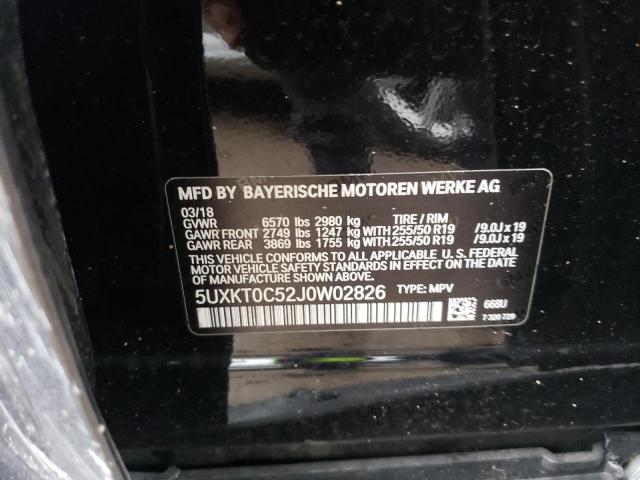 MFD BY BAYERISCHE MOTOREN WERKE AG
03/18
GVWR 6570 lbs 2980 kg TIRE / RIM
GAWR FRONT 2749 lbs 1247 kg WITH 255/50 R19 /9.0J x 19
GAWR REAR 3869 lbs 1755 kg WITH 255/50 R19 /9.0J x 19
THIS VEHICLE CONFORMS TO ALL APPLICABLE U. S. FEDERAL
MOTOR VEHICLE SAFETY STANDARDS IN EFFECT ON THE DATE
OF MANUFACTURE SHOWN ABOVE.
5UXKT0C52J0W02826 TYPE: MPV
668U
7 320 729